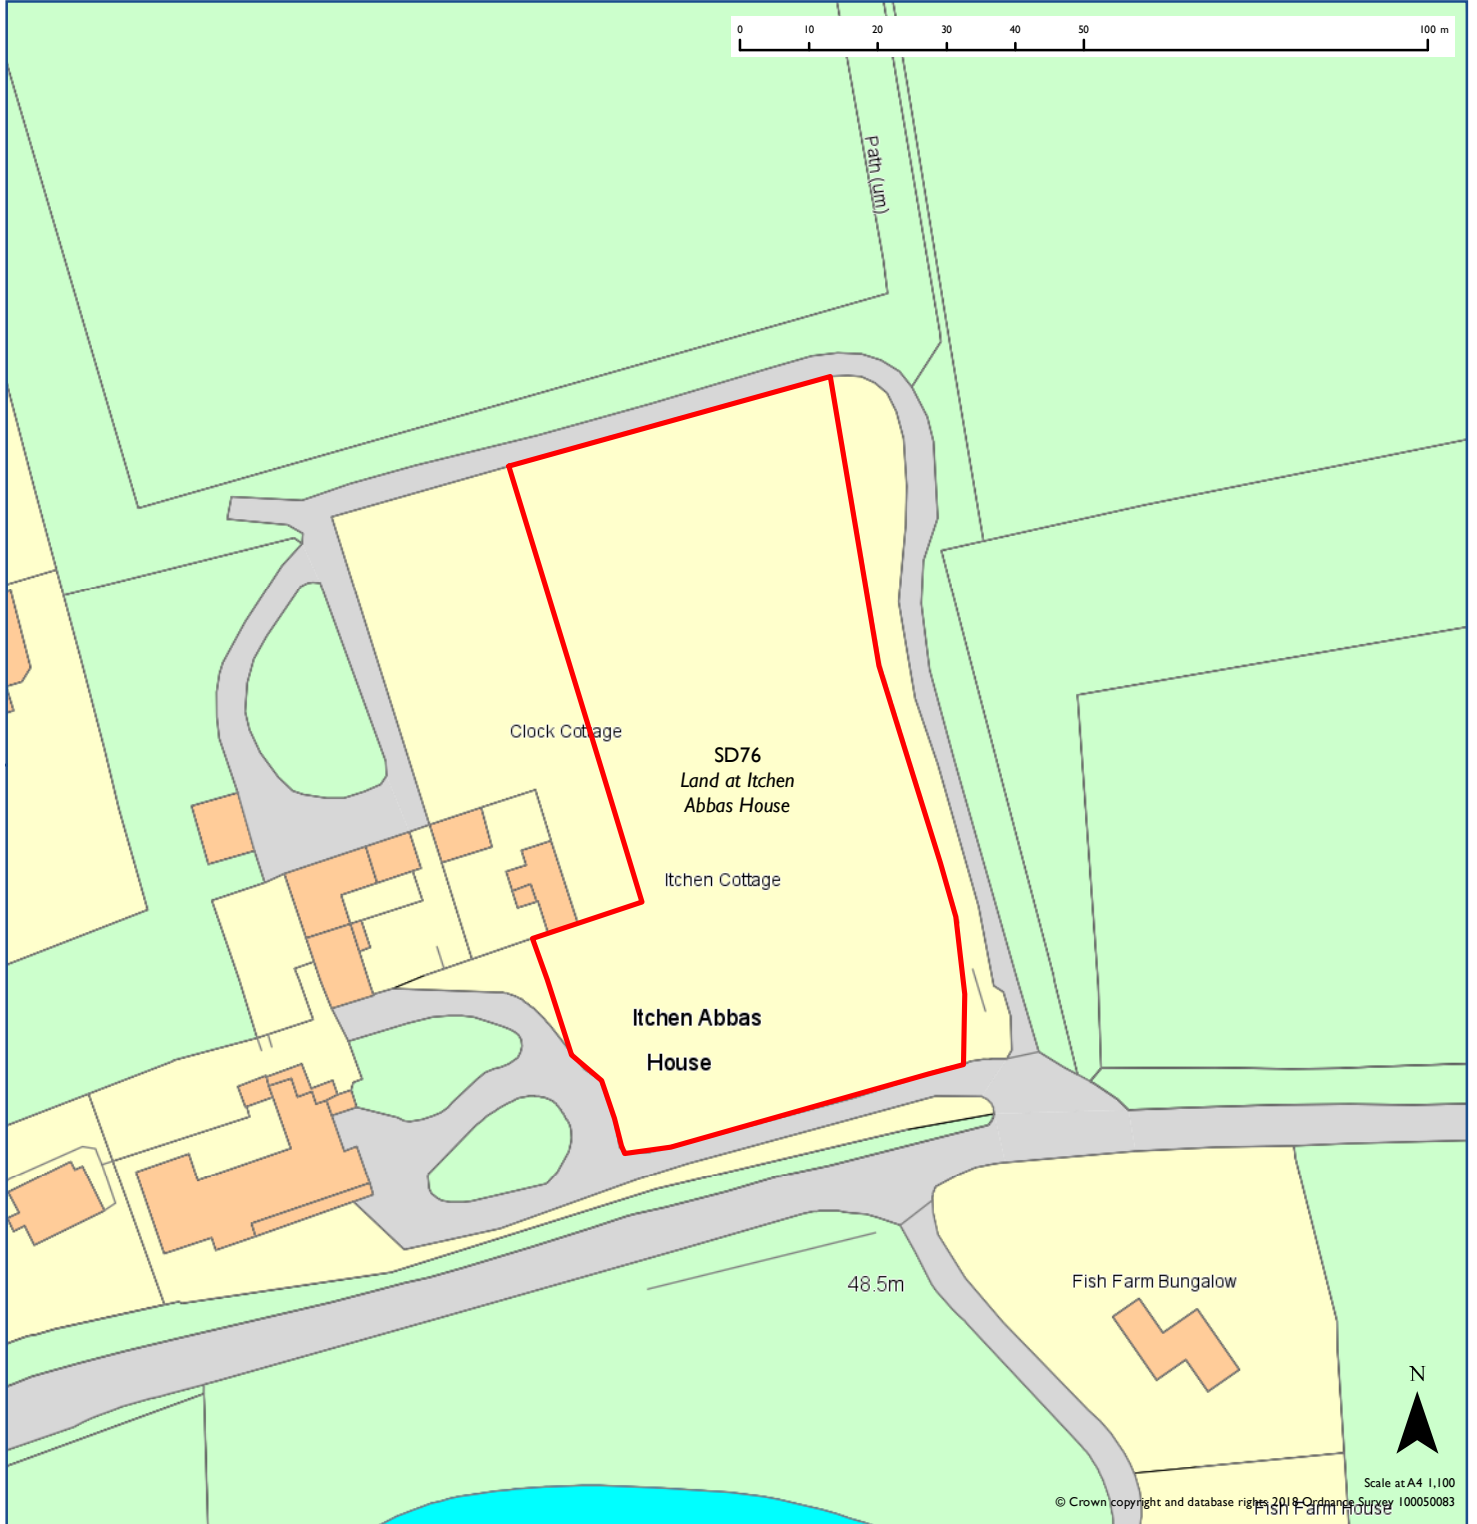 0 10 20 30 40 50 100 m
Path (um)
Clock Cottage
SD76
Land at Itchen
Abbas House
Itchen Cottage
Itchen Abbas
House
48.5m
Fish Farm Bungalow
N
Scale at A4 1,100
© Crown copyright and database rights 2018 Ordnance Survey 100050083
Fish Farm House